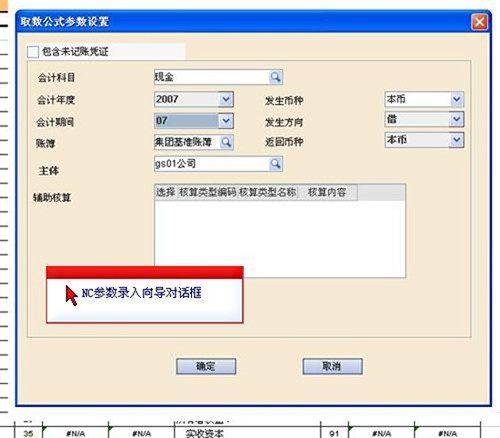 取数公式参数设置
包含未记账凭证
会计科目 现金
会计年度 2007 发生币种 本币
会计期间 07 发生方向 借
账簿 集团基准账簿 返回币种 本币
主体 gs01公司
辅助核算 选择 核算类型编码 核算类型名称 核算内容
NC参数录入向导对话框
确定 取消
35 #N/A #N/A 实收资本 91 #N/A #N/A